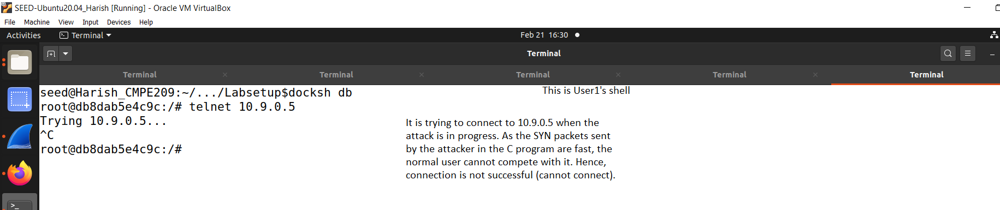 SEED-Ubuntu20.04_Harish [Running] - Oracle VM VirtualBox
File Machine View Input Devices Help
Activities Terminal Feb 21 16:30
Terminal
Terminal Terminal Terminal Terminal Terminal
seed@Harish_CMPE209:~/.../Labsetup$docksh db
This is User1's shell
root@db8dab5e4c9c:/# telnet 10.9.0.5
Trying 10.9.0.5...
^C
root@db8dab5e4c9c:/#
It is trying to connect to 10.9.0.5 when the
attack is in progress. As the SYN packets sent
by the attacker in the C program are fast, the
normal user cannot compete with it. Hence,
connection is not successful (cannot connect).